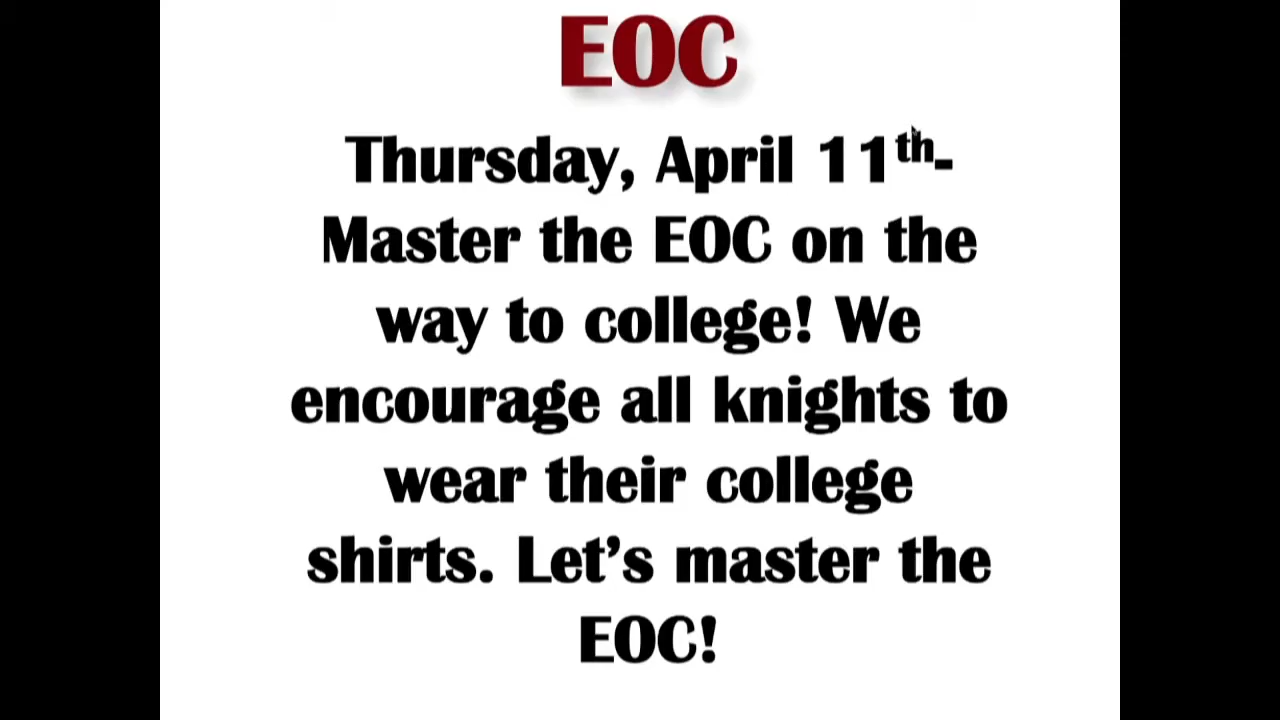 EOC
Thursday, April 11th-
Master the EOC on the
way to college! We
encourage all knights to
wear their college
shirts. Let’s master the
EOC!